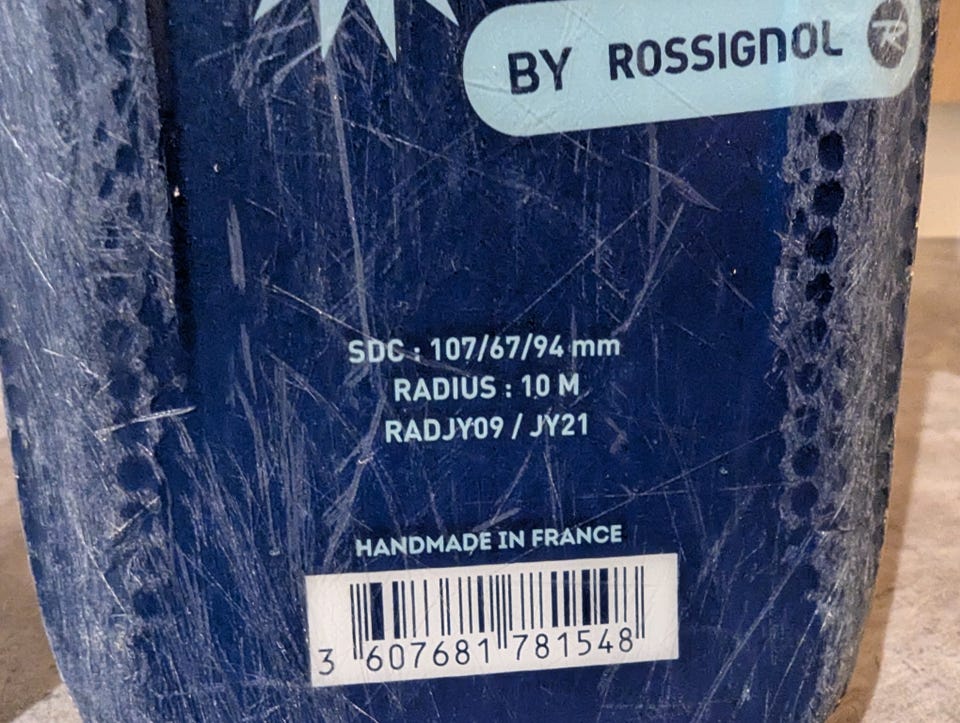 BY ROSSIGNOL
SDC : 107/67/94 mm
RADIUS : 10 M
RADJY09 / JY21
HANDMADE IN FRANCE
3 607681 781548